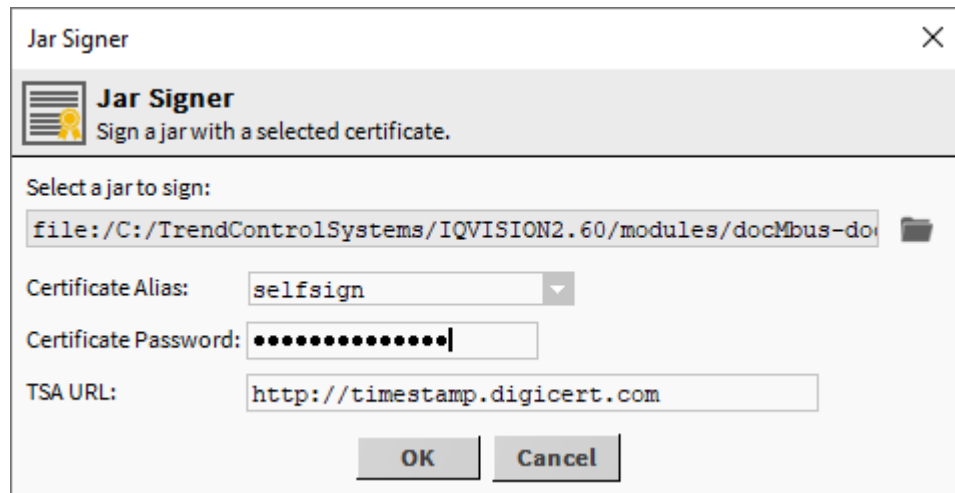 Jar Signer
Jar Signer
Sign a jar with a selected certificate.
Select a jar to sign:
file:/C:/TrendControlSystems/IQVISION2.60/modules/docMbus-do
Certificate Alias: selfsign
Certificate Password: ••••••••••••••
TSA URL: http://timestamp.digicert.com
OK Cancel